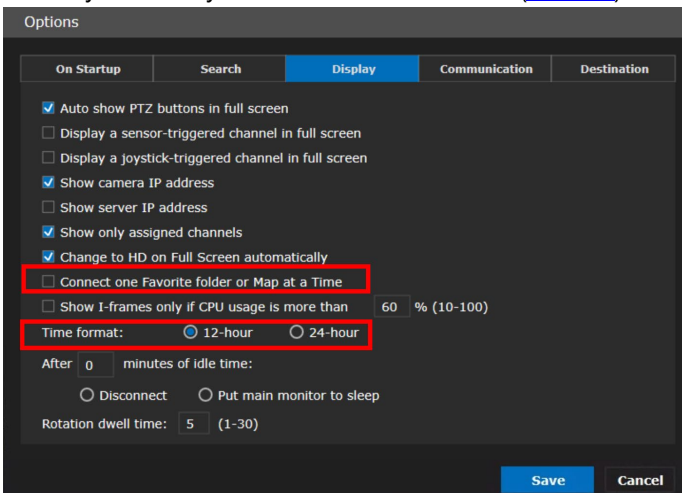 Options
On Startup Search Display Communication Destination
Auto show PTZ buttons in full screen
Display a sensor-triggered channel in full screen
Display a joystick-triggered channel in full screen
Show camera IP address
Show server IP address
Show only assigned channels
Change to HD on Full Screen automatically
Connect one Favorite folder or Map at a Time
Show I-frames only if CPU usage is more than 60 % (10-100)
Time format: 12-hour 24-hour
After 0 minutes of idle time:
Disconnect Put main monitor to sleep
Rotation dwell time: 5 (1-30)
Save Cancel